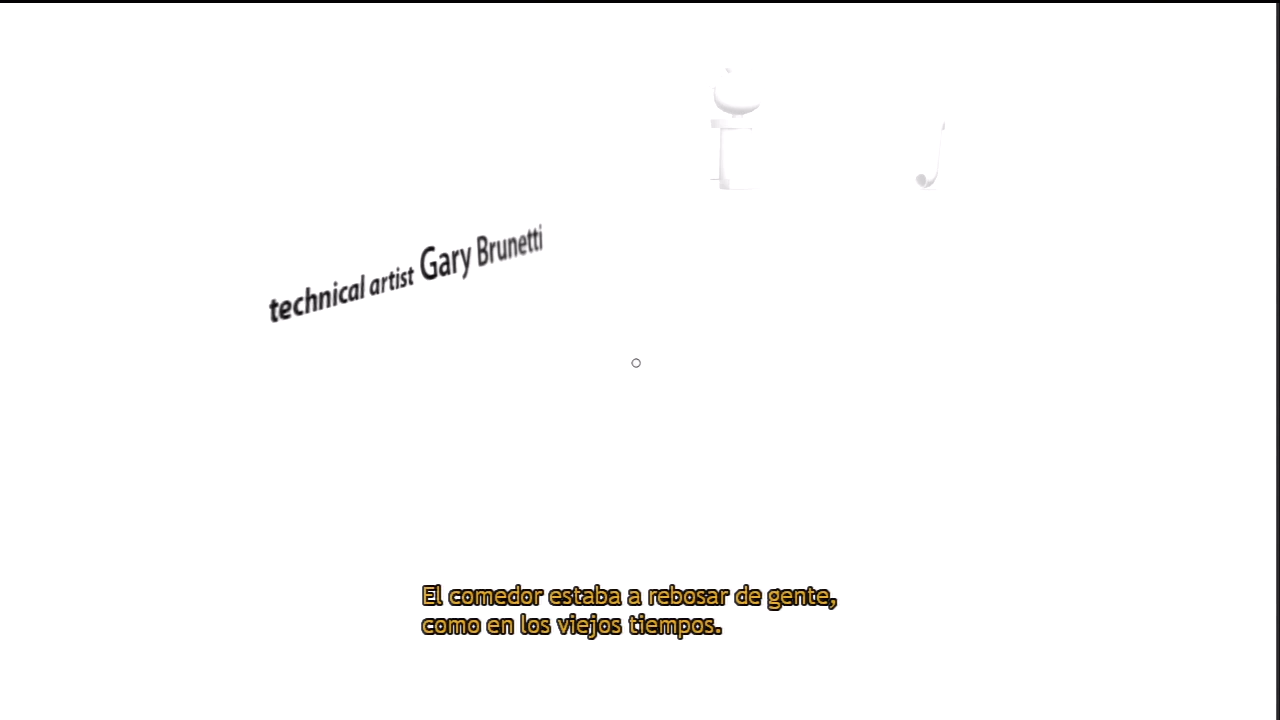 technical artist Gary Brunetti
El comedor estaba a rebosar de gente,
como en los viejos tiempos.